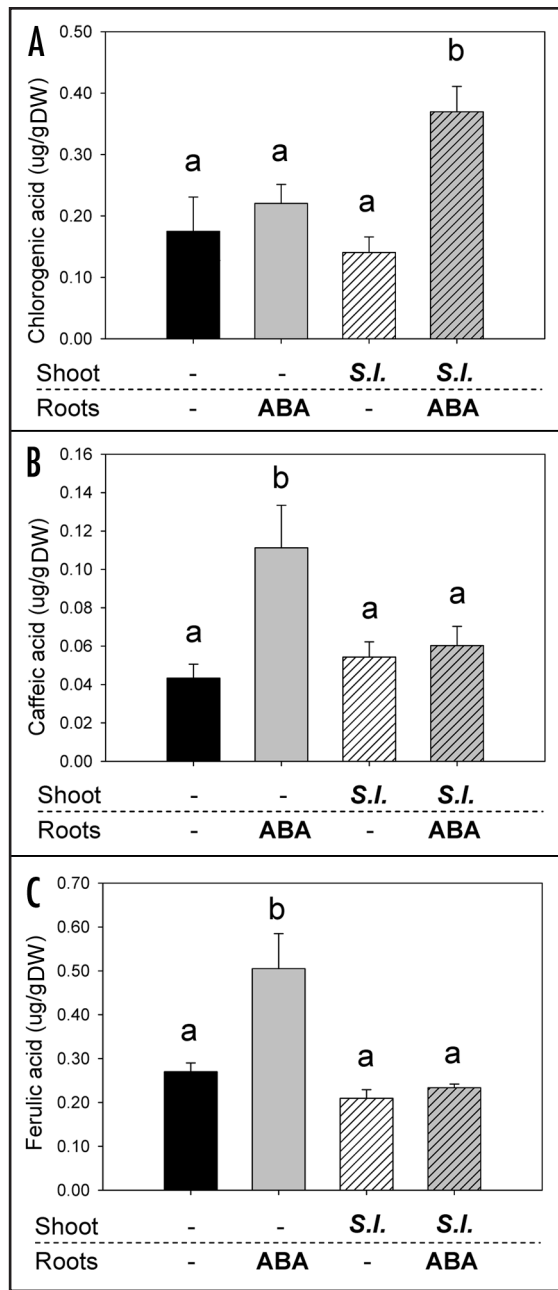 A
Chlorogenic acid (ug/gDW)
0.50
0.40
0.30
0.20
0.10
0.00
a
a
a
b
Shoot - - S.l. S.l.
Roots - ABA - ABA
B
Caffeic acid (ug/gDW)
0.16
0.14
0.12
0.10
0.08
0.06
0.04
0.02
0.00
a
b
a
a
Shoot - - S.l. S.l.
Roots - ABA - ABA
C
Ferulic acid (ug/gDW)
0.70
0.60
0.50
0.40
0.30
0.20
0.10
0.00
a
b
a
a
Shoot - - S.l. S.l.
Roots - ABA - ABA